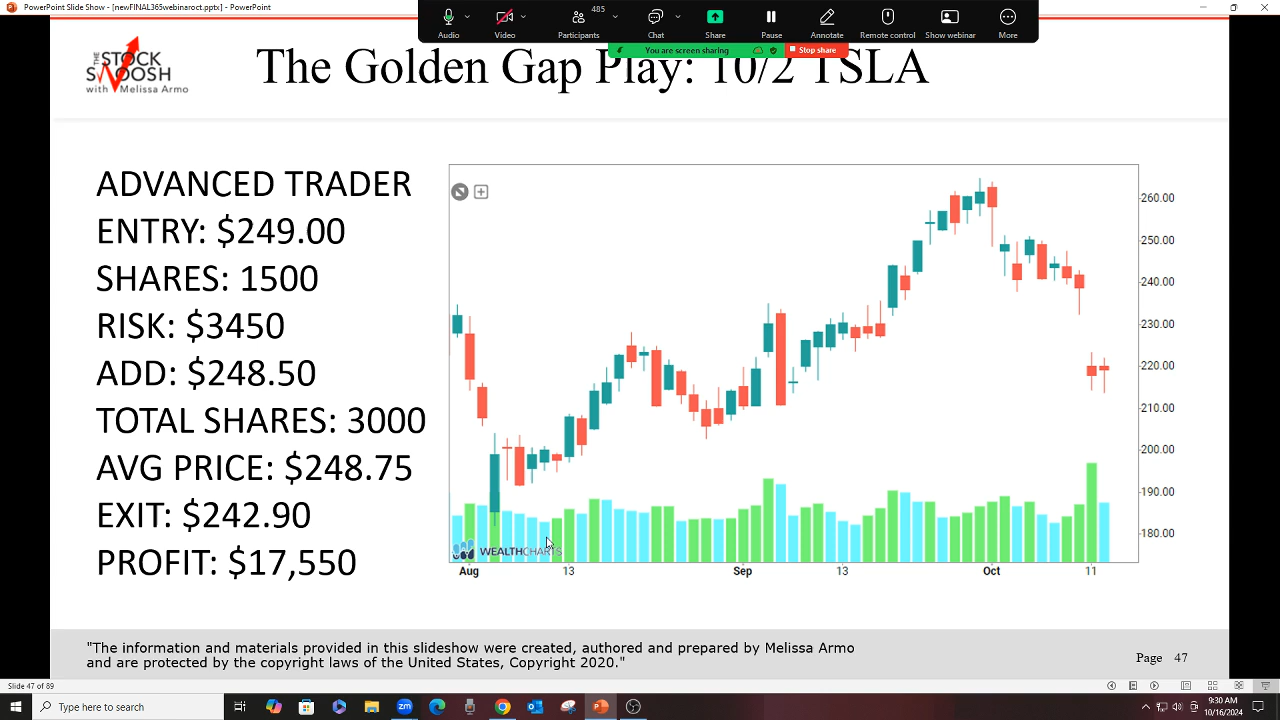 PowerPoint Slide Show - [newFINAL365webinaroct.pptx] - PowerPoint
485
Audio Video Participants Chat Share Pause Annotate Remote control Show webinar More
You are screen sharing Stop share
THE STOCK SWOOSH
with Melissa Armo
The Golden Gap Play: 10/2 TSLA
ADVANCED TRADER
ENTRY: $249.00
SHARES: 1500
RISK: $3450
ADD: $248.50
TOTAL SHARES: 3000
AVG PRICE: $248.75
EXIT: $242.90
PROFIT: $17,550
260.00
250.00
240.00
230.00
220.00
210.00
200.00
190.00
180.00
WEALTHCHARTS
Aug 13 Sep 13 Oct 11
"The information and materials provided in this slideshow were created, authored and prepared by Melissa Armo
and are protected by the copyright laws of the United States, Copyright 2020."
Page 47
Slide 47 of 89
Type here to search
9:30 AM
10/16/2024